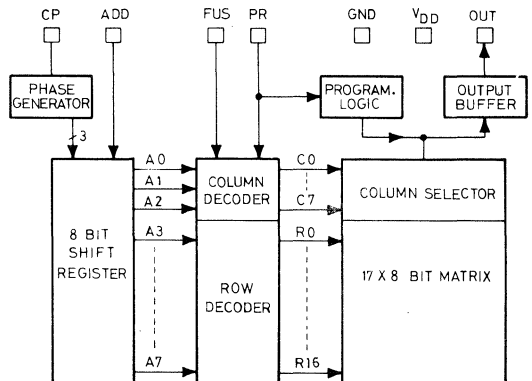 CP ADD FUS PR GND VDD OUT
PHASE GENERATOR
PROGRAM. LOGIC
OUTPUT BUFFER
3
A0
A1
A2
A3
A7
8 BIT SHIFT REGISTER
COLUMN DECODER
ROW DECODER
C0
C7
R0
R16
COLUMN SELECTOR
17 X 8 BIT MATRIX